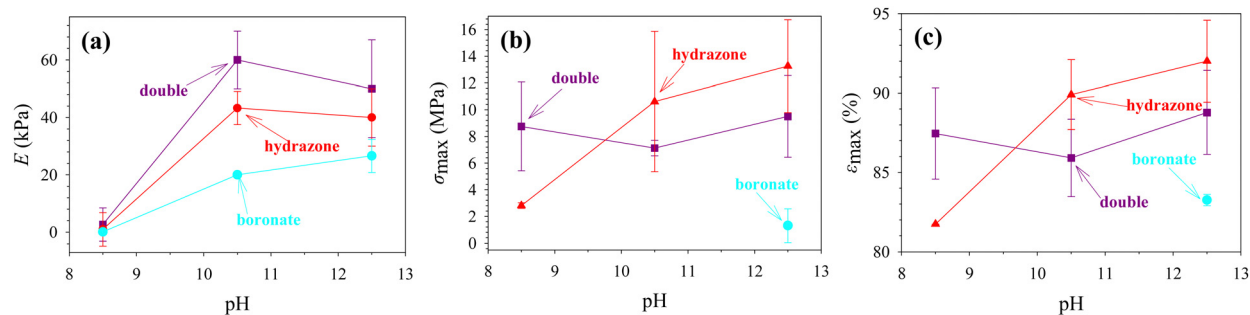 (a)
E (kPa)
60
40
20
0
double
hydrazone
boronate
8 9 10 11 12 13
pH
(b)
σmax (MPa)
16
14
12
10
8
6
4
2
0
hydrazone
double
boronate
8 9 10 11 12 13
pH
(c)
εmax (%)
95
90
85
80
hydrazone
boronate
double
8 9 10 11 12 13
pH